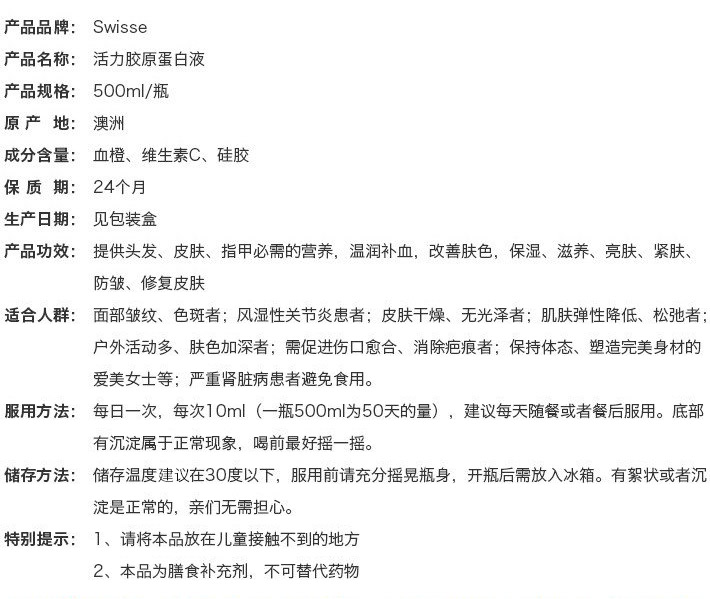 产品品牌： Swisse
产品名称： 活力胶原蛋白液
产品规格： 500ml/瓶
原 产 地： 澳洲
成分含量： 血橙、维生素C、硅胶
保 质 期： 24个月
生产日期： 见包装盒
产品功效： 提供头发、皮肤、指甲必需的营养，温润补血，改善肤色，保湿、滋养、亮肤、紧肤、
防皱、修复皮肤
适合人群： 面部皱纹、色斑者；风湿性关节炎患者；皮肤干燥、无光泽者；肌肤弹性降低、松弛者；
户外活动多、肤色加深者；需促进伤口愈合、消除疤痕者；保持体态、塑造完美身材的
爱美女士等；严重肾脏病患者避免食用。
服用方法： 每日一次，每次10ml（一瓶500ml为50天的量），建议每天随餐或者餐后服用。底部
有沉淀属于正常现象，喝前最好摇一摇。
储存方法： 储存温度建议在30度以下，服用前请充分摇晃瓶身，开瓶后需放入冰箱。有絮状或者沉
淀是正常的，亲们无需担心。
特别提示： 1、请将本品放在儿童接触不到的地方
2、本品为膳食补充剂，不可替代药物